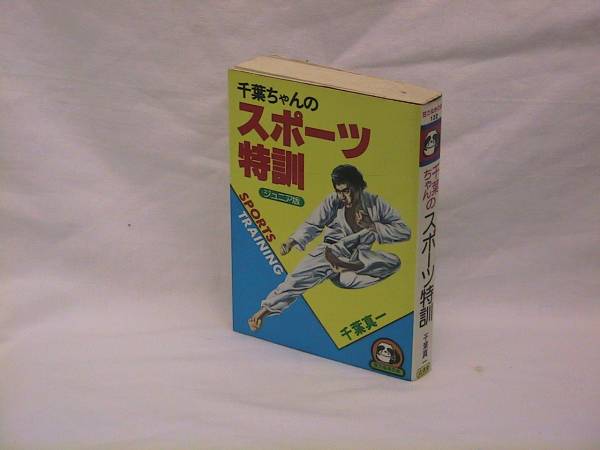 千葉ちゃんの
スポーツ
特訓
ジュニア版
SPORTS
TRAINING
千葉真一
千葉ちゃんの
スポーツ特訓
千葉真一